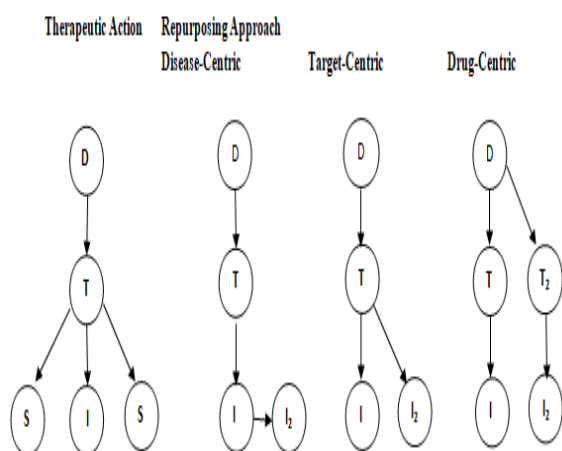 Therapeutic Action Repurposing Approach
Disease-Centric Target-Centric Drug-Centric
D D D D
T T T T₂
S I S I I₂ I I₂ I I₂